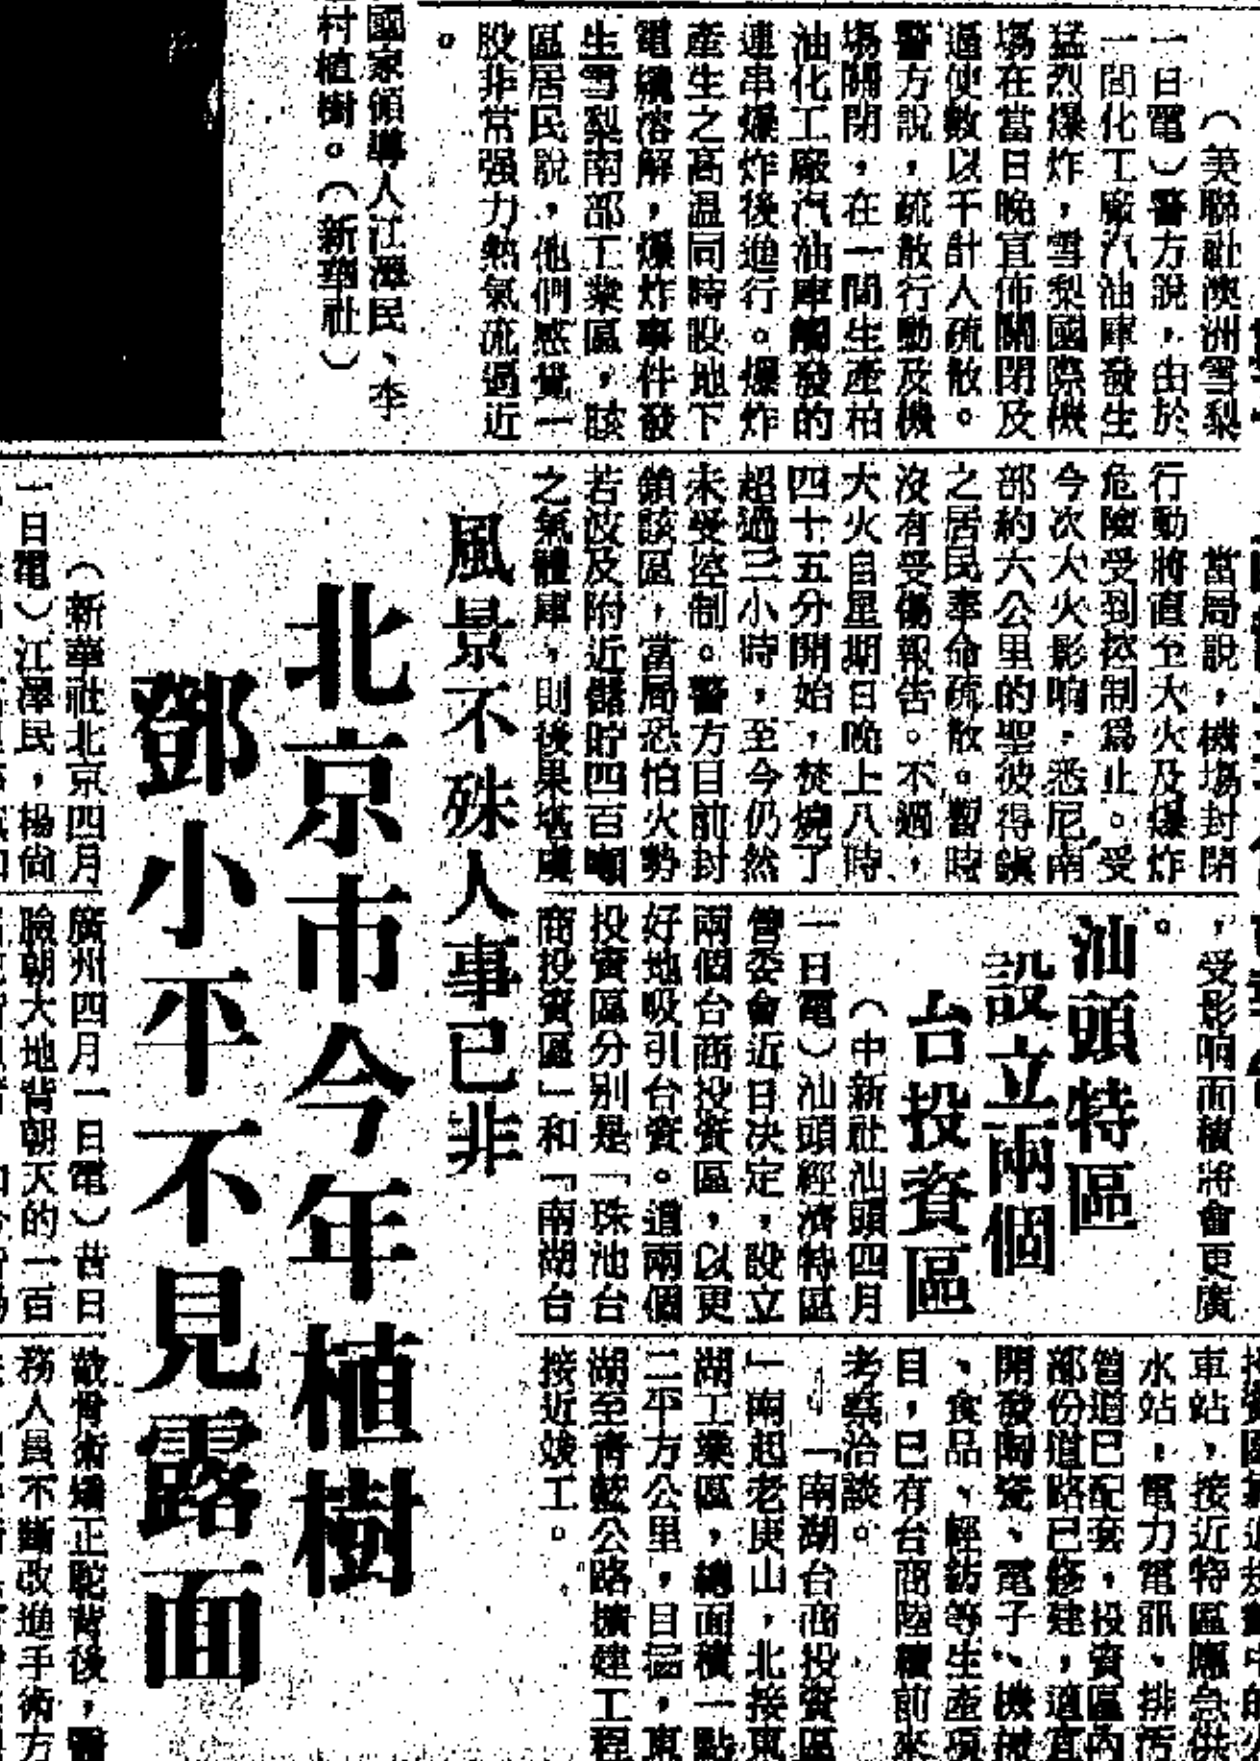 （美聯社澳洲雪梨
一日電）警方說，由於
一間化工廠汽油庫發生
猛烈爆炸，雪梨國際機
場在當日晚宣佈關閉及
逼使數以千計人疏散。
警方說，疏散行動及機
場關閉，在一間生產柏
油化工廠汽油庫觸發的
連串爆炸後進行。爆炸
產生之高温同時毀地下
電纜溶解，爆炸事件發
生雪梨南部工業區，該
區居民說，他們感覺一
股非常强力熱氣流過近
。
國家領導人江澤民、李
村植樹。（新華社）
當局說，機場封閉
行動將直至大火及爆炸
危險受到控制爲止。受
今次大火影响，悉尼南
部約六公里的聖彼得鎮
之居民奉命疏散。暫時
沒有受傷報告。不過，
大火自星期日晚上八時
四十五分開始，焚燒了
超過三小時，至今仍然
未受控制。警方目前封
鎖該區，當局恐怕火勢
若波及附近儲貯四百噸
之氣體庫，則後果堪虞
，受影响面積將會更廣
。
風景不殊人事已非
北京市今年植樹
鄧小平不見露面
（新華社北京四月
一日電）江澤民，楊尚
汕頭特區
設立兩個
台投資區
（中新社汕頭四月
一日電）汕頭經濟特區
管委會近日决定，設立
兩個台商投資區，以更
好地吸引台資。這兩個
投資區分別是「珠池台
商投資區」和「南湖台
廣州四月一日電）昔日
臉朝大地背朝天的一百
車站，接近特區應急供
水站，電力電訊、排污
管道已配套，投資區內
部份道路已修建，適宜
開發陶瓷、電子、機械
、食品、輕紡等生產項
目，已有台商陸續前來
考察洽談。
「南湖台商投資區
」南起老庚山，北接東
湖工業區，總面積一點
二平方公里，目前，東
湖至青藍公路擴建工程
接近竣工。
敲骨術矯正駝背後，醫
務人員不斷改進手術方